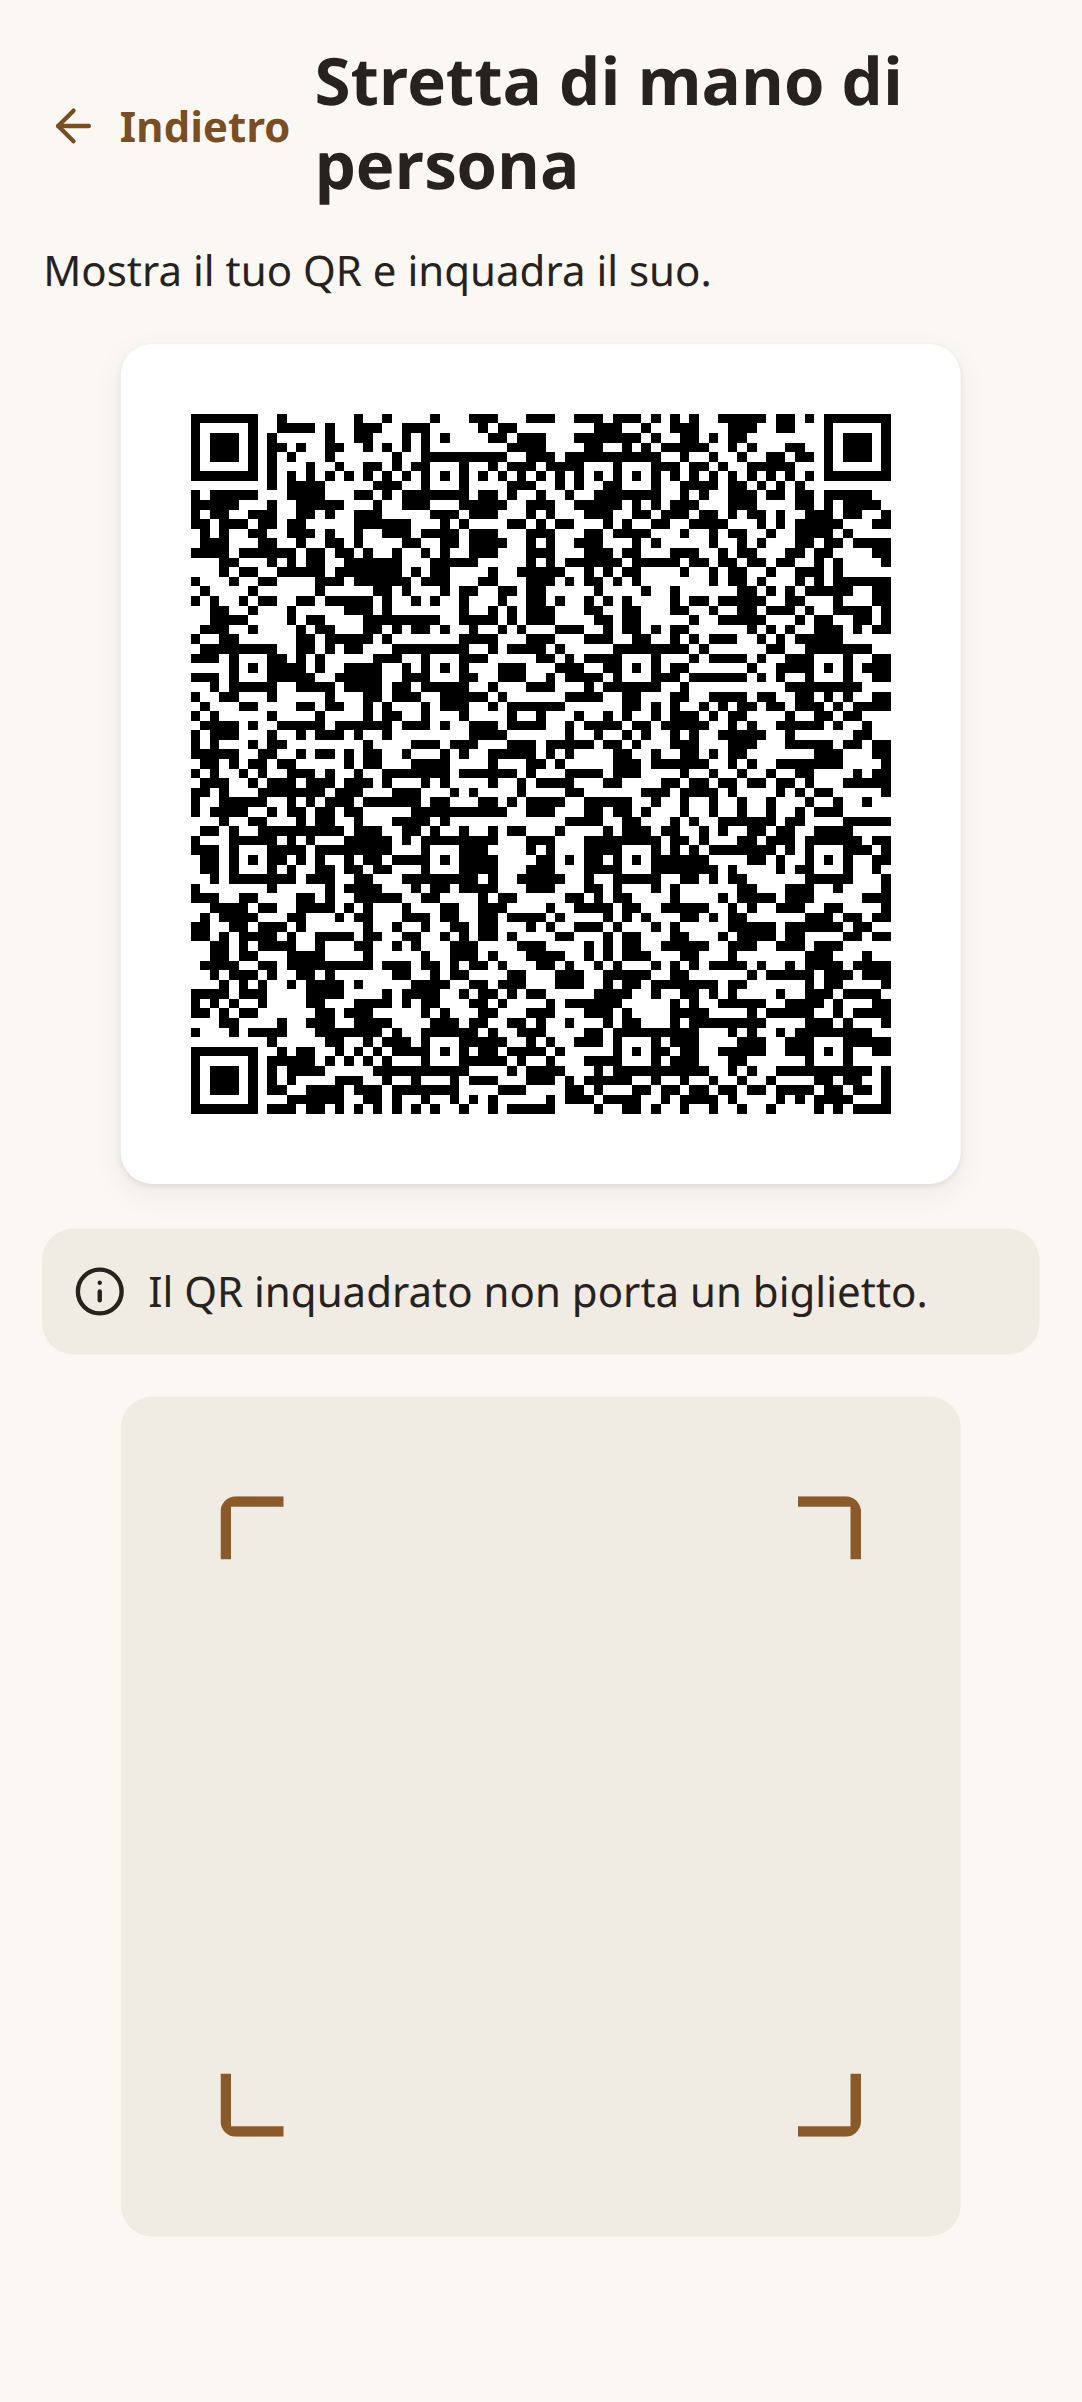 Indietro
Stretta di mano di
persona
Mostra il tuo QR e inquadra il suo.
Il QR inquadrato non porta un biglietto.